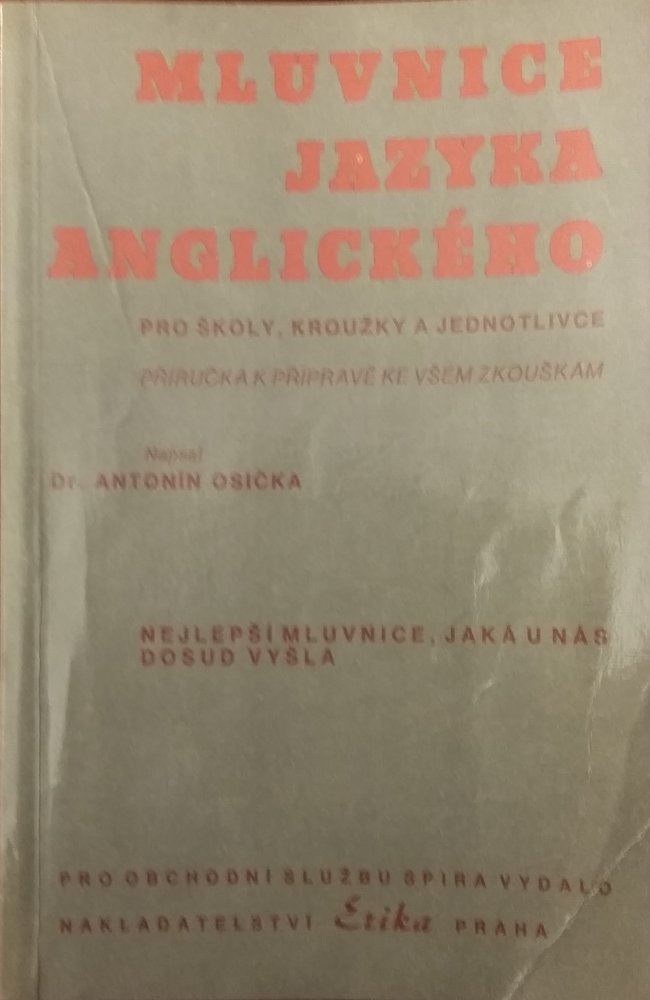 MLUVNICE
JAZYKA
ANGLICKÉHO
PRO ŠKOLY, KROUŽKY A JEDNOTLIVCE
PŘÍRUČKA K PŘÍPRAVĚ KE VŠEM ZKOUŠKÁM
Napsal
Dr. ANTONÍN OSIČKA
NEJLEPŠÍ MLUVNICE, JAKÁ U NÁS
DOSUD VYŠLA
PRO OBCHODNÍ SLUŽBU SPIRA VYDALO
NAKLADATELSTVÍ Erika PRAHA